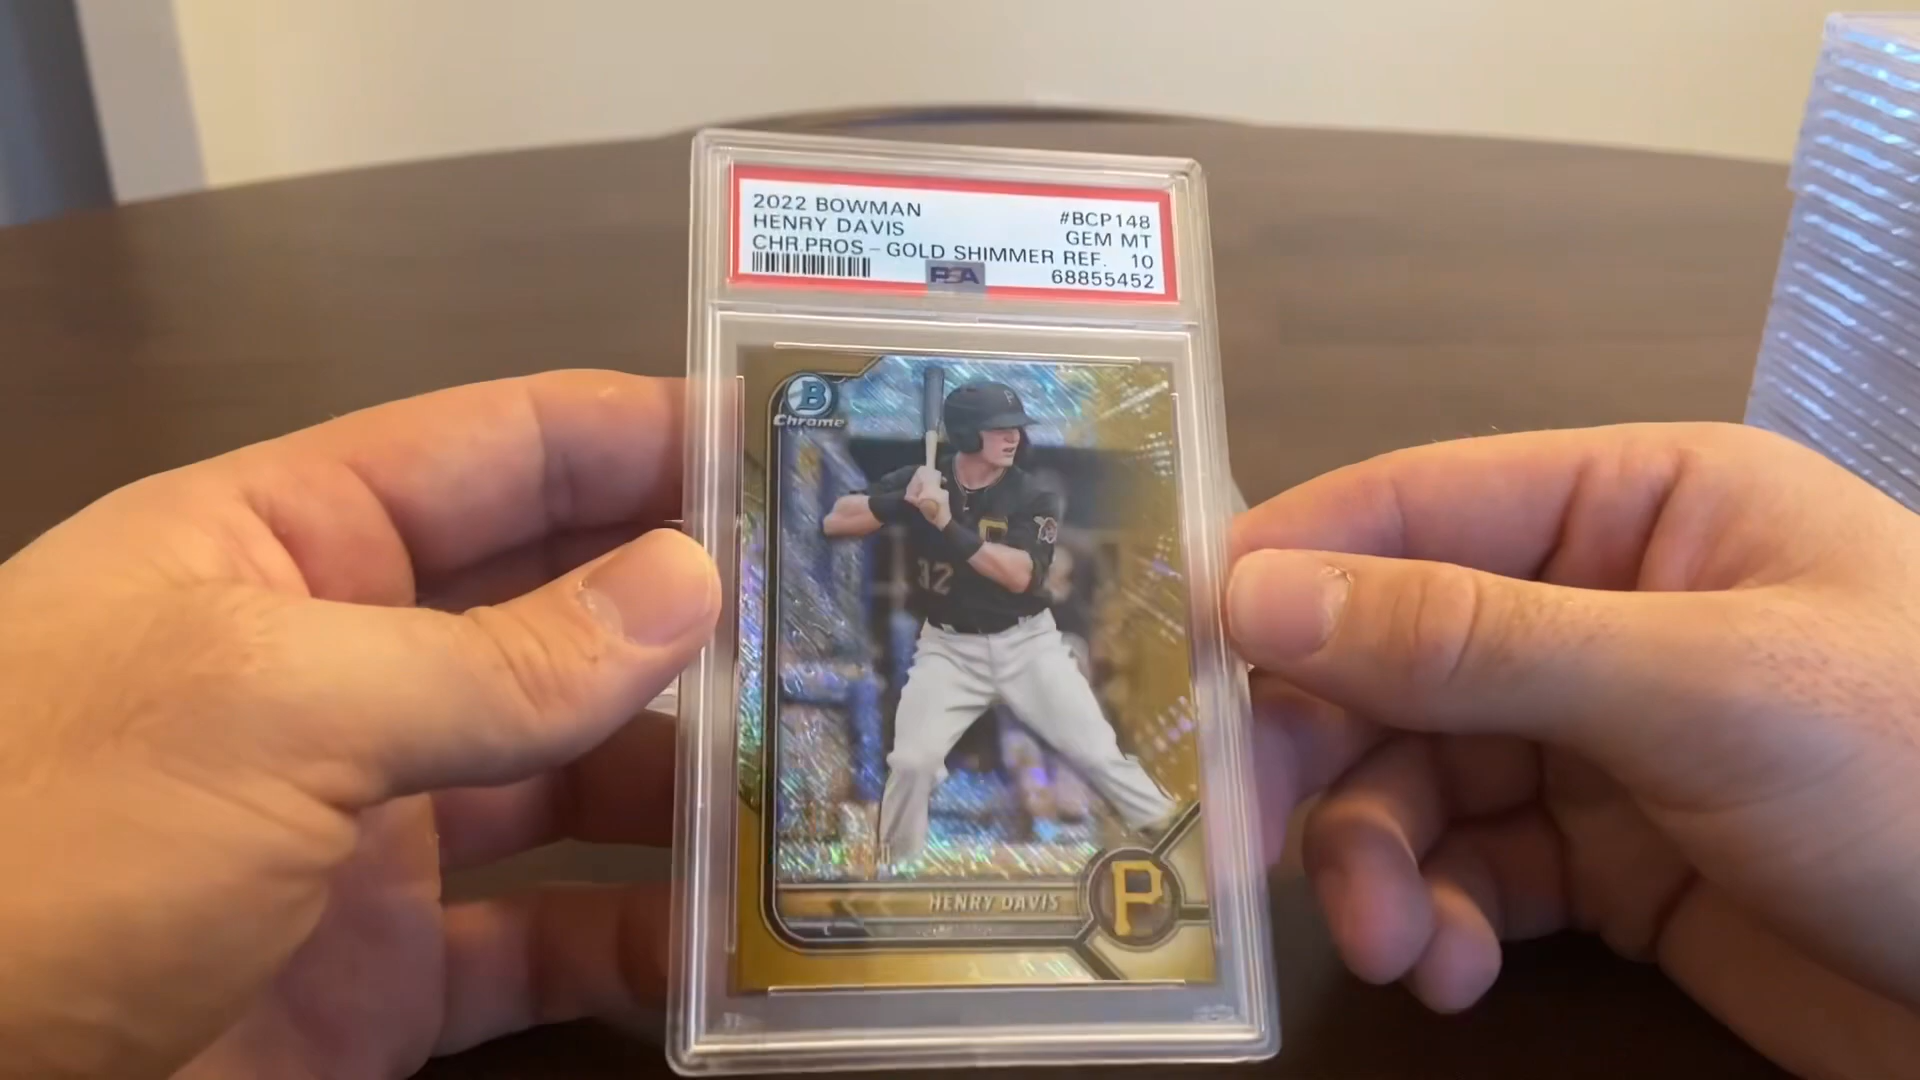 2022 BOWMAN #BCP148
HENRY DAVIS GEM MT
CHR.PROS - GOLD SHIMMER REF. 10
PSA 68855452
B
Chrome
P
32
HENRY DAVIS
C
P